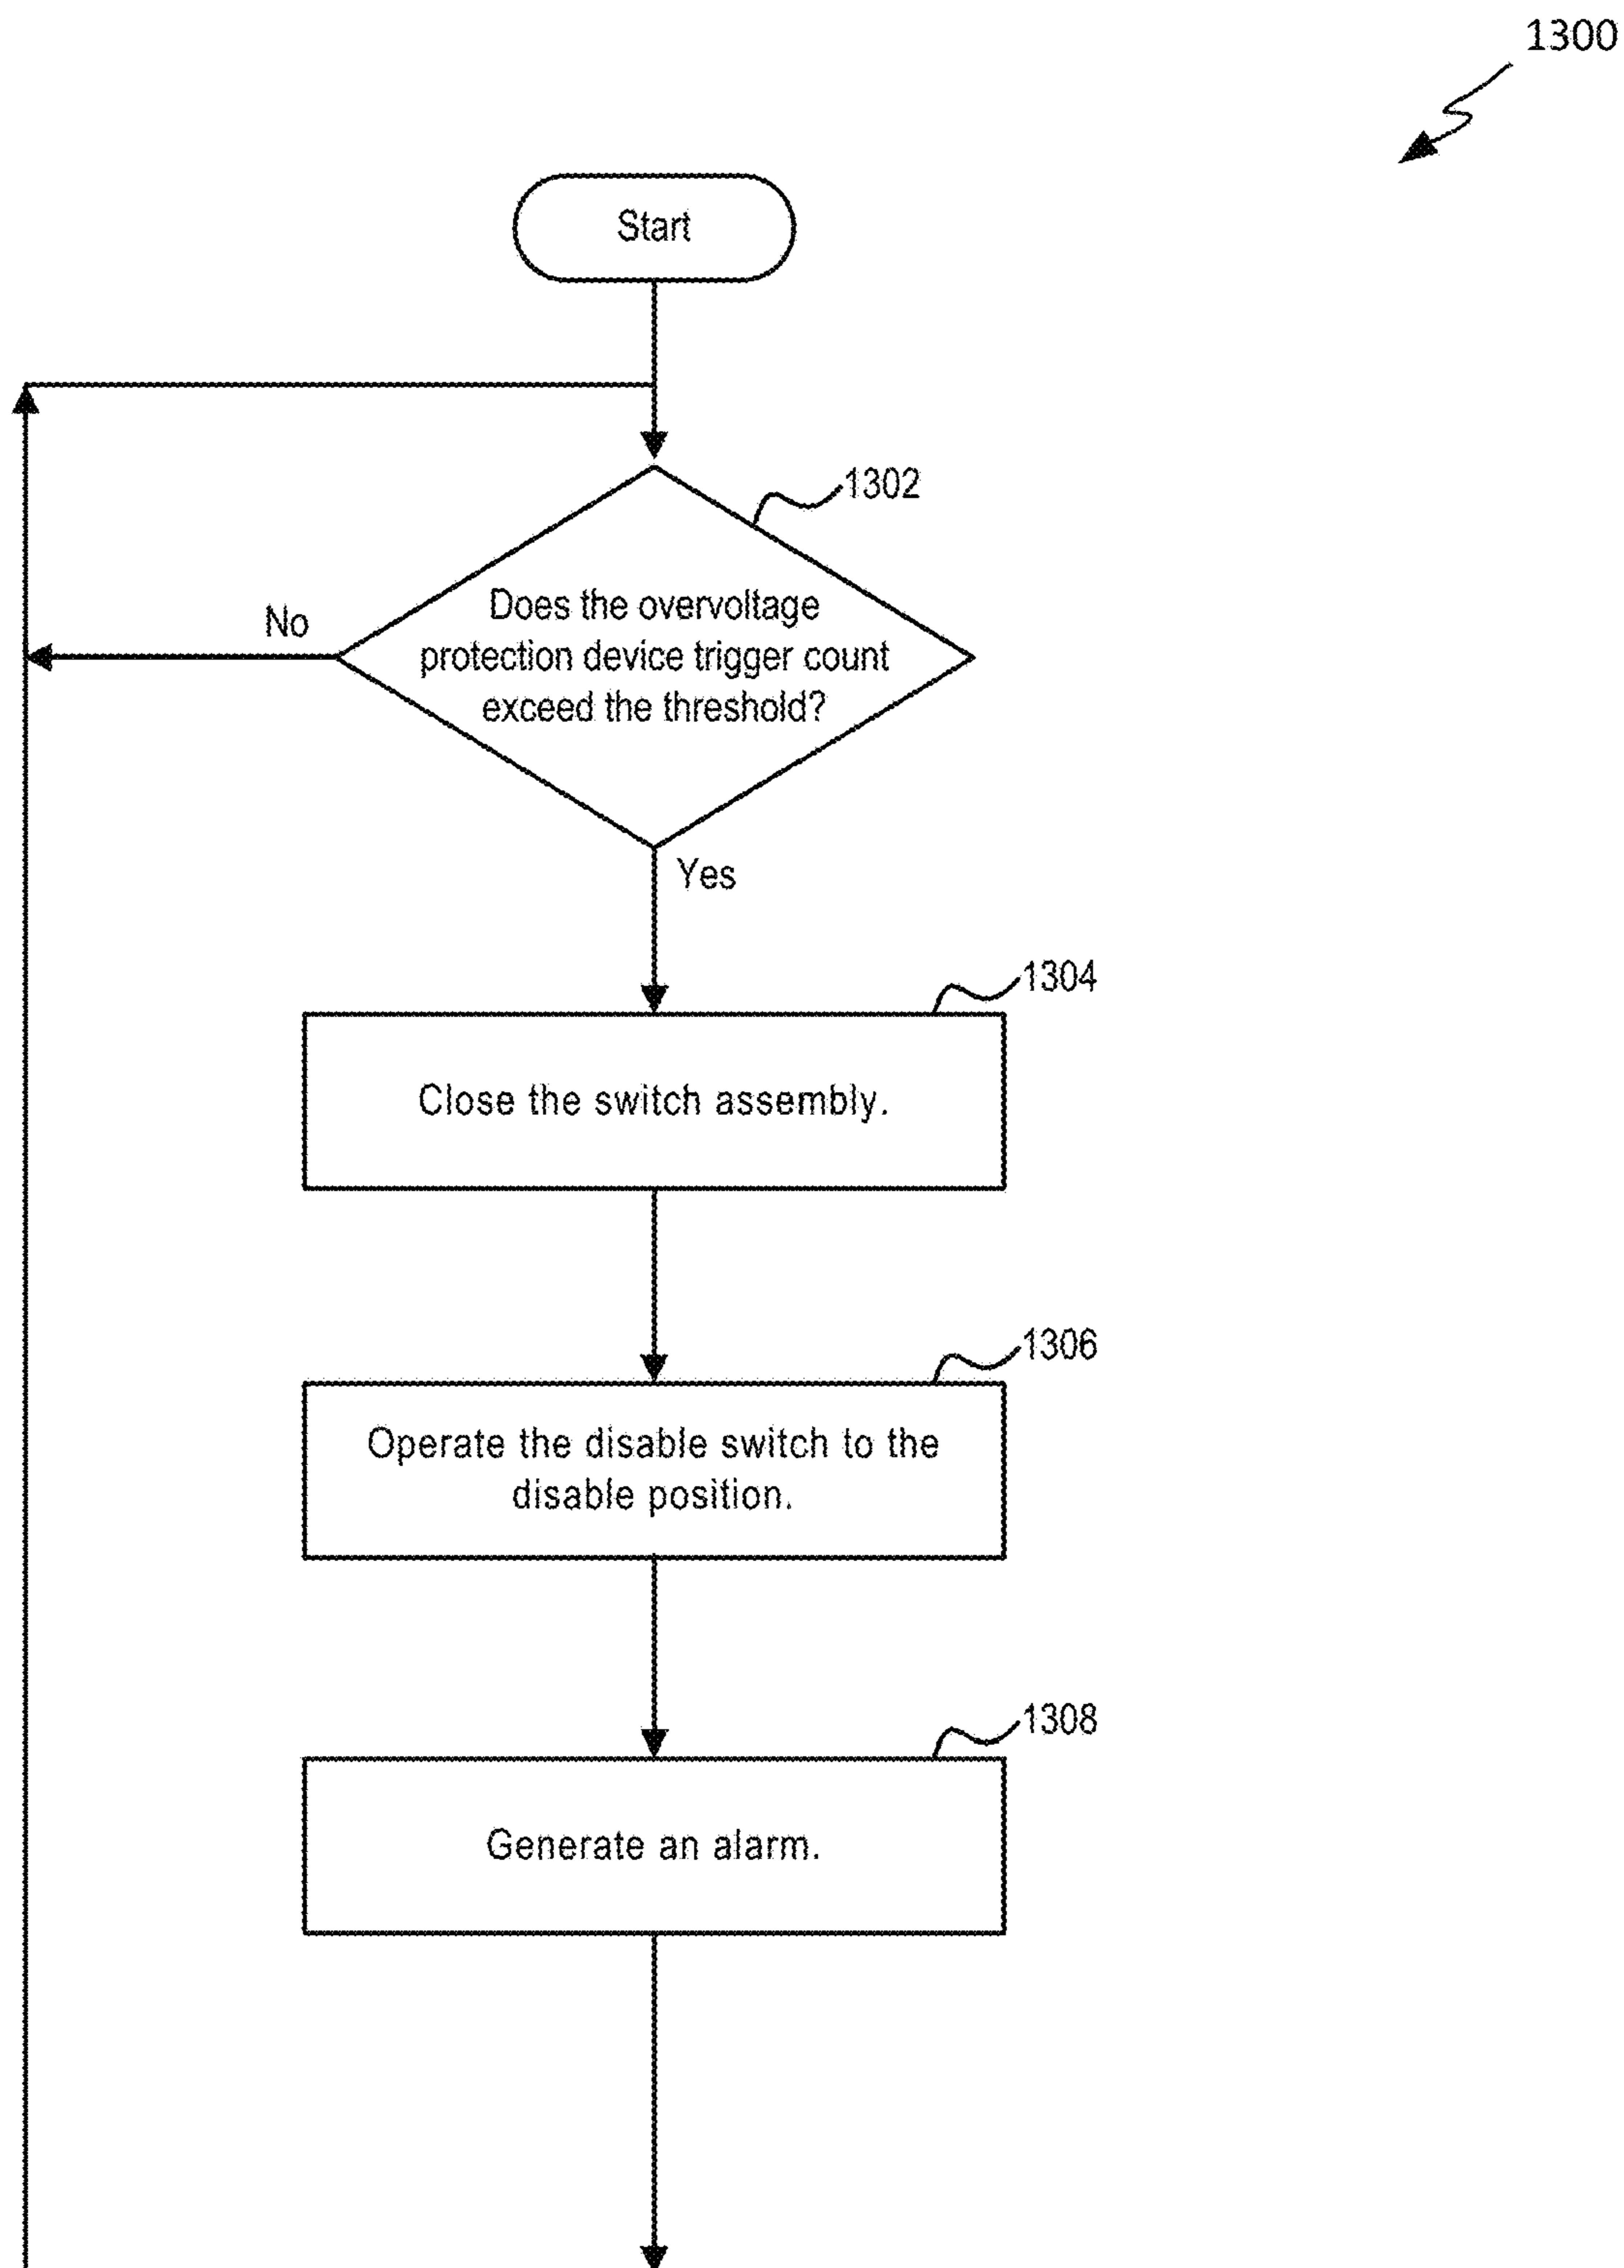 1300
Start
1302
Does the overvoltage
protection device trigger count
exceed the threshold?
No
Yes
1304
Close the switch assembly.
1306
Operate the disable switch to the
disable position.
1308
Generate an alarm.